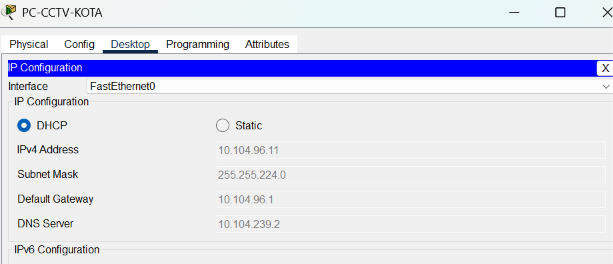 PC-CCTV-KOTA
Physical Config Desktop Programming Attributes
IP Configuration X
Interface FastEthernet0
IP Configuration
DHCP Static
IPv4 Address 10.104.96.11
Subnet Mask 255.255.224.0
Default Gateway 10.104.96.1
DNS Server 10.104.239.2
IPv6 Configuration